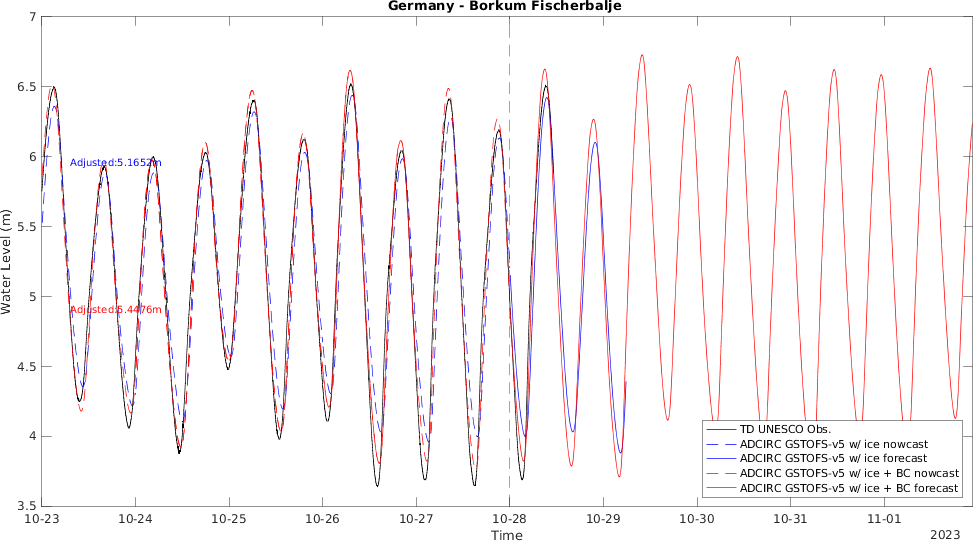 Germany - Borkum Fischerbalje
7
6.5
6
5.5
5
4.5
4
3.5
Water Level (m)
Adjusted:5.1652m
Adjusted:5.4476m
TD UNESCO Obs.
ADCIRC GSTOFS-v5 w/ ice nowcast
ADCIRC GSTOFS-v5 w/ ice forecast
ADCIRC GSTOFS-v5 w/ ice + BC nowcast
ADCIRC GSTOFS-v5 w/ ice + BC forecast
10-23 10-24 10-25 10-26 10-27 10-28 10-29 10-30 10-31 11-01
Time
2023